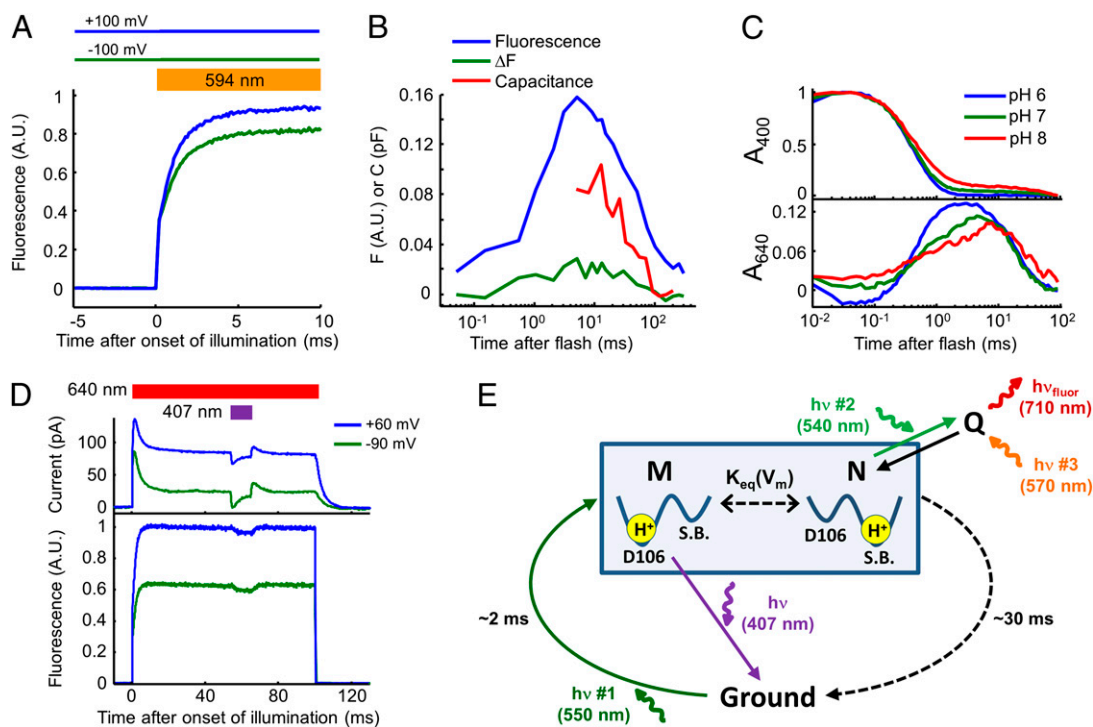 A
+100 mV
-100 mV
594 nm
1
0.8
0.6
0.4
0.2
0
Fluorescence (A.U.)
-5 0 5 10
Time after onset of illumination (ms)
B
Fluorescence
ΔF
Capacitance
0.16
0.12
0.08
0.04
0
F (A.U.) or C (pF)
10⁻¹ 10⁰ 10¹ 10²
Time after flash (ms)
C
pH 6
pH 7
pH 8
1
0.5
0
A₄₀₀
0.12
0.06
0
A₆₄₀
10⁻² 10⁻¹ 10⁰ 10¹ 10²
Time after flash (ms)
D
640 nm
407 nm
+60 mV
-90 mV
100
50
0
Current (pA)
1
0.8
0.6
0.4
0.2
0
Fluorescence (A.U.)
0 40 80 120
Time after onset of illumination (ms)
E
hν #2
(540 nm)
hν_fluor
(710 nm)
Q
hν #3
(570 nm)
M
K_eq(V_m)
N
H⁺
D106
S.B.
D106
H⁺
S.B.
~2 ms
hν
(407 nm)
~30 ms
Ground
hν #1
(550 nm)